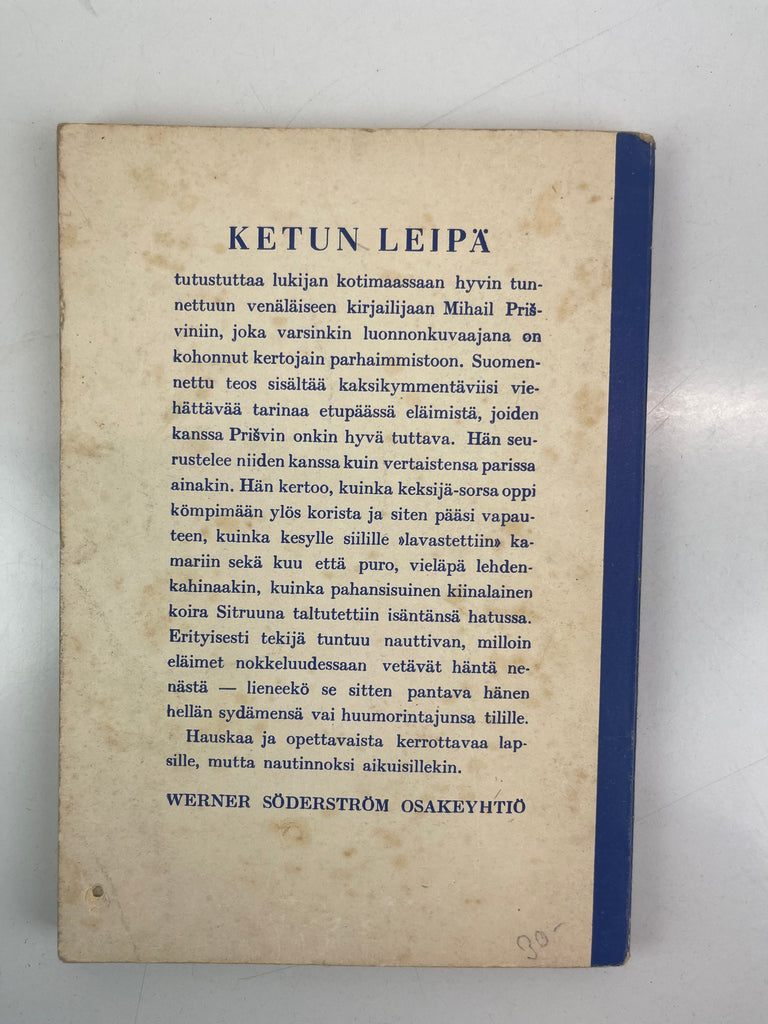 KETUN LEIPÄ
tutustuttaa lukijan kotimaassaan hyvin tun-
nettuun venäläiseen kirjailijaan Mihail Priš-
viniin, joka varsinkin luonnonkuvaajana on
kohonnut kertojain parhaimmistoon. Suomen-
nettu teos sisältää kaksikymmentäviisi vie-
hättävää tarinaa etupäässä eläimistä, joiden
kanssa Prišvin onkin hyvä tuttava. Hän seu-
rustelee niiden kanssa kuin vertaistensa parissa
ainakin. Hän kertoo, kuinka keksijä-sorsa oppi
kömpimään ylös korista ja siten pääsi vapau-
teen, kuinka kesylle siilille »lavastettiin» ka-
mariin sekä kuu että puro, vieläpä lehden-
kahinaakin, kuinka pahansisuinen kiinalainen
koira Sitruuna taltutettiin isäntänsä hatussa.
Erityisesti tekijä tuntuu nauttivan, milloin
eläimet nokkeluudessaan vetävät häntä ne-
nästä — lieneekö se sitten pantava hänen
hellän sydämensä vai huumorintajunsa tilille.
Hauskaa ja opettavaista kerrottavaa lap-
sille, mutta nautinnoksi aikuisillekin.
WERNER SÖDERSTRÖM OSAKEYHTIÖ
30-